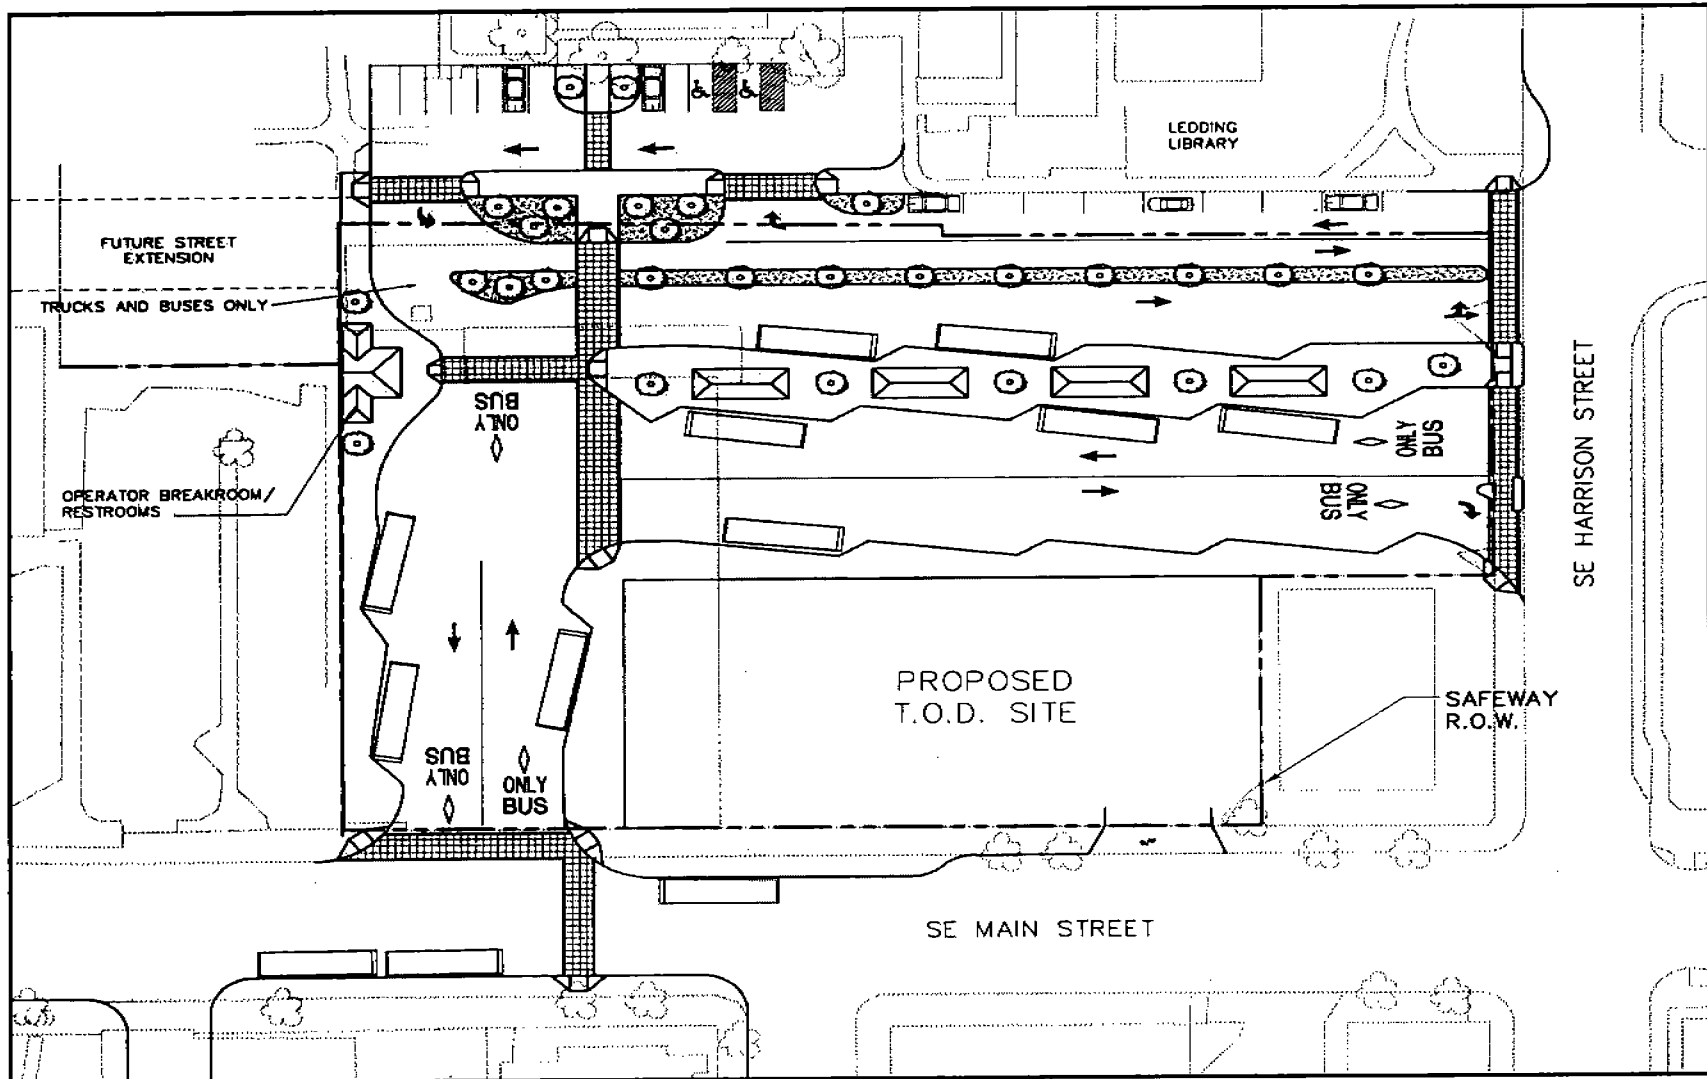 LEDDING
LIBRARY
FUTURE STREET
EXTENSION
TRUCKS AND BUSES ONLY
BUS
ONLY
ONLY
BUS
BUS
ONLY
SE HARRISON STREET
OPERATOR BREAKROOM/
RESTROOMS
PROPOSED
T.O.D. SITE
SAFEWAY
R.O.W.
BUS
ONLY
ONLY
BUS
SE MAIN STREET